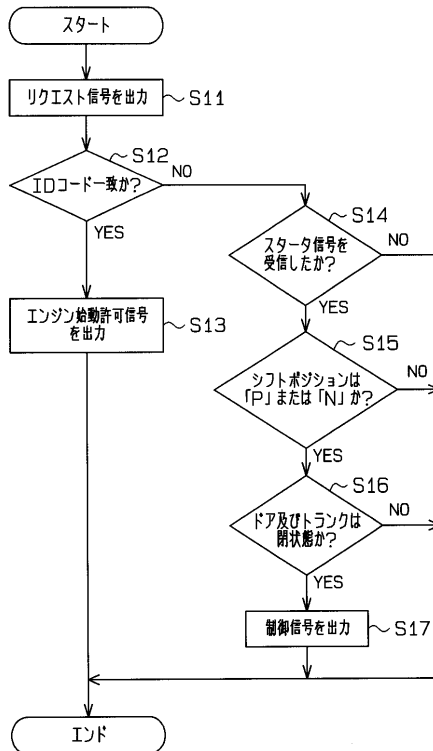 スタート
リクエスト信号を出力
S11
S12
IDコード一致か?
NO
YES
S14
スタータ信号を
受信したか?
NO
YES
エンジン始動許可信号
を出力
S13
S15
シフトポジションは
「P」または「N」か?
NO
YES
S16
ドア及びトランクは
閉状態か?
NO
YES
制御信号を出力
S17
エンド